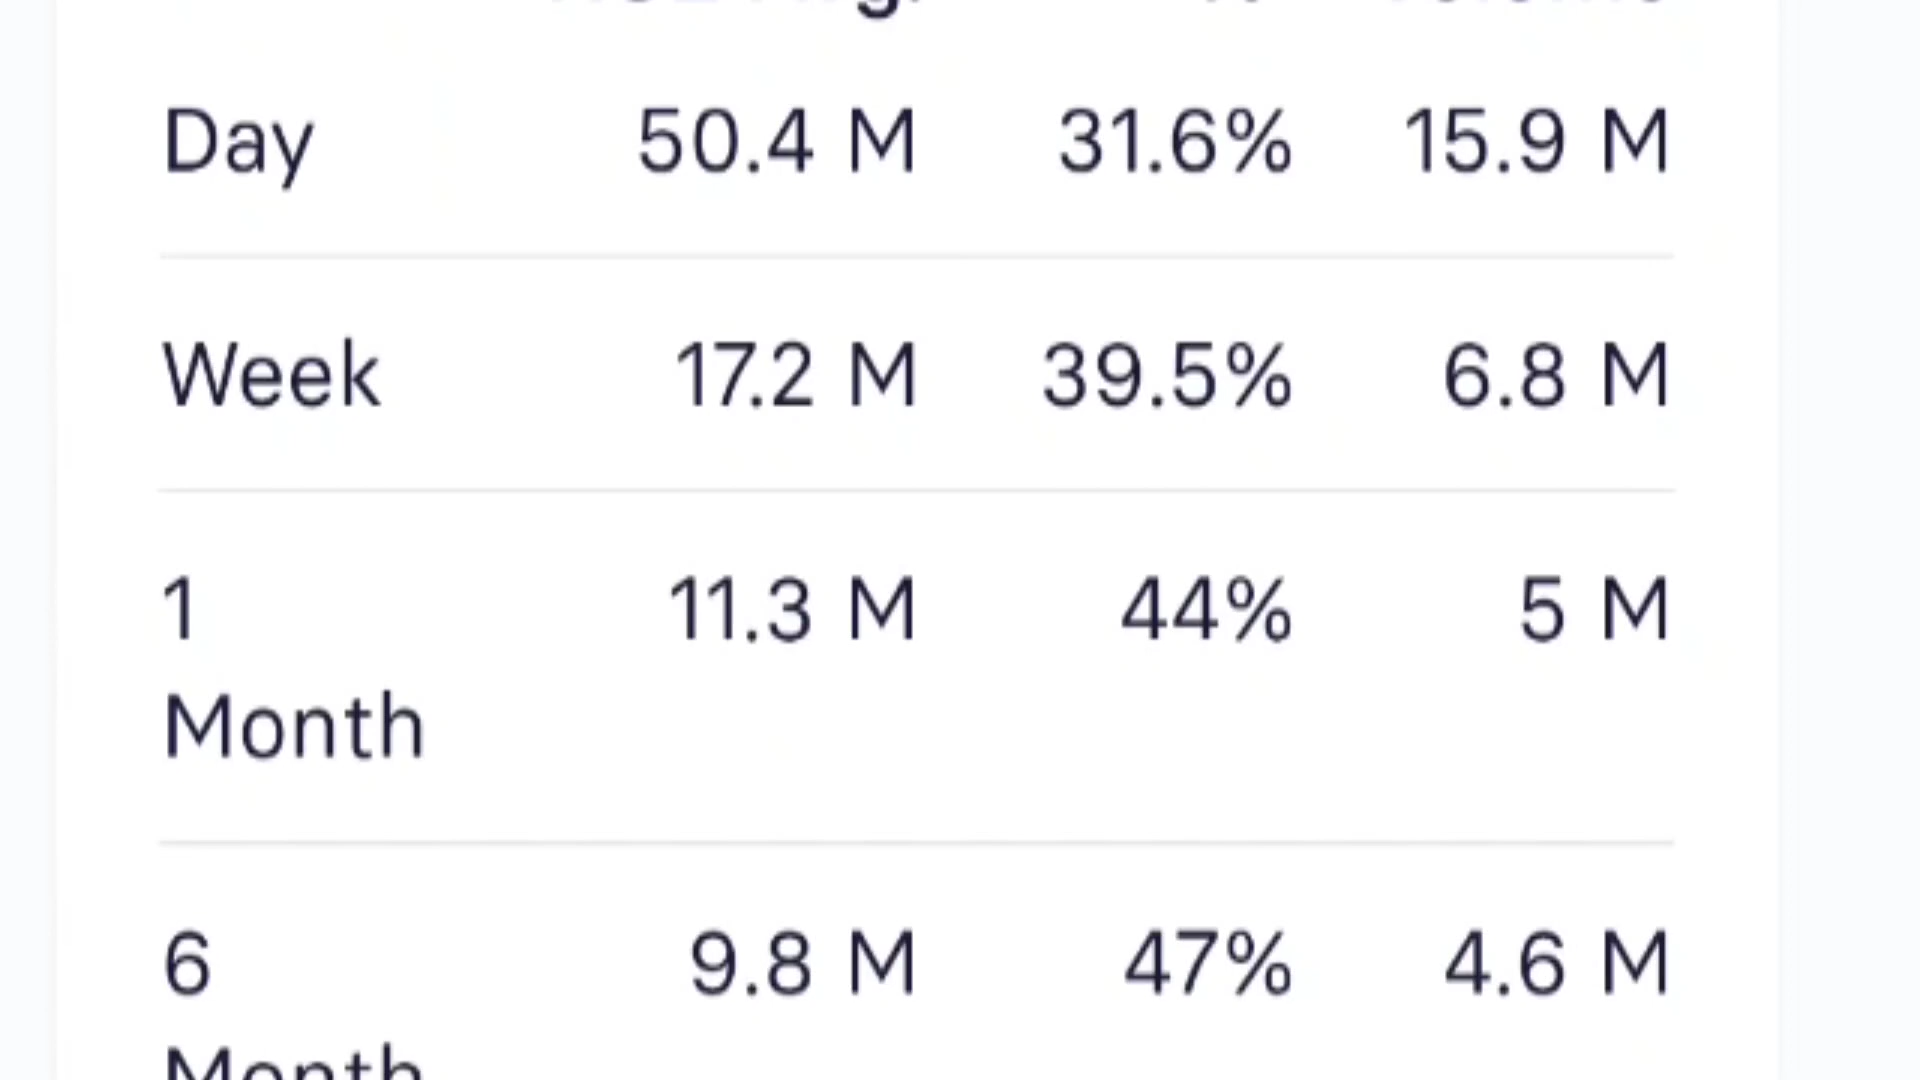 Day 50.4 M 31.6% 15.9 M
Week 17.2 M 39.5% 6.8 M
1 Month 11.3 M 44% 5 M
6 Month 9.8 M 47% 4.6 M